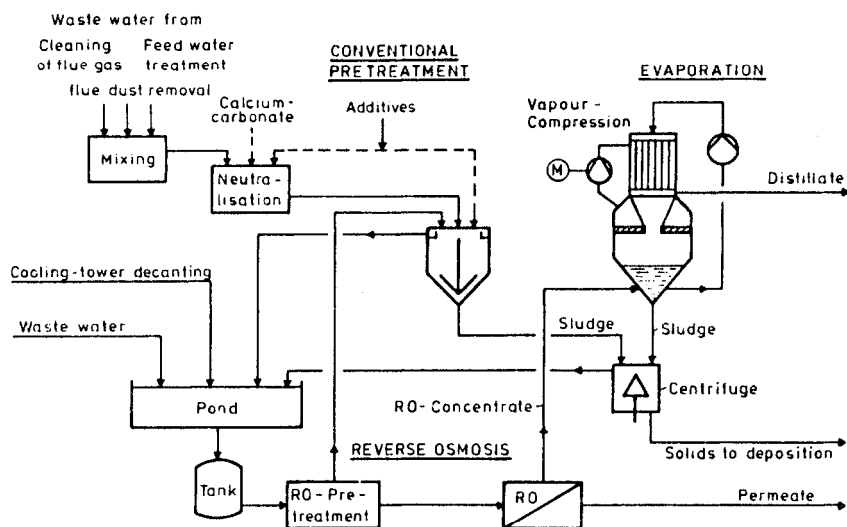 Waste water from
Cleaning of flue gas
Feed water treatment
flue dust removal
Mixing
Calcium-
carbonate
Neutra-
lisation
CONVENTIONAL
PRETREATMENT
Additives
EVAPORATION
Vapour-
Compression
M
Distillate
Cooling-tower decanting
Waste water
Sludge
Sludge
Centrifuge
Pond
RO-Concentrate
Solids to deposition
REVERSE OSMOSIS
Tank
RO-Pre-
treatment
RO
Permeate